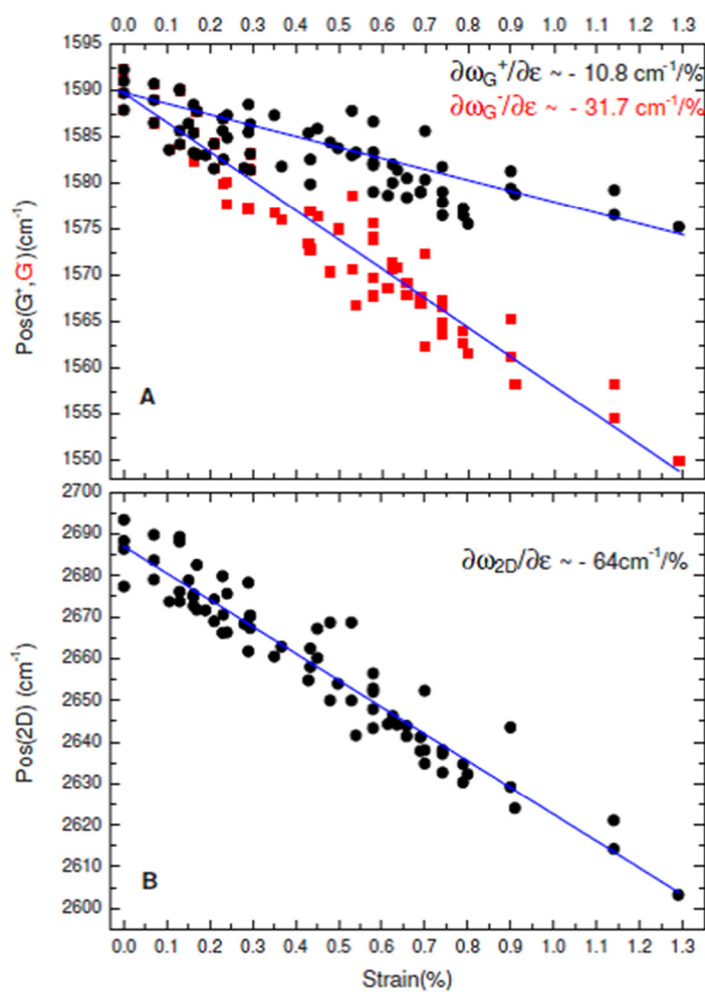 0.0 0.1 0.2 0.3 0.4 0.5 0.6 0.7 0.8 0.9 1.0 1.1 1.2 1.3
∂ω_G⁺/∂ε ~ - 10.8 cm⁻¹/%
∂ω_G⁻/∂ε ~ - 31.7 cm⁻¹/%
1595
1590
1585
1580
1575
1570
1565
1560
1555
1550
Pos(G⁺,G⁻)(cm⁻¹)
A
2700
2690
2680
2670
2660
2650
2640
2630
2620
2610
2600
Pos(2D) (cm⁻¹)
∂ω_2D/∂ε ~ - 64cm⁻¹/%
B
0.0 0.1 0.2 0.3 0.4 0.5 0.6 0.7 0.8 0.9 1.0 1.1 1.2 1.3
Strain(%)